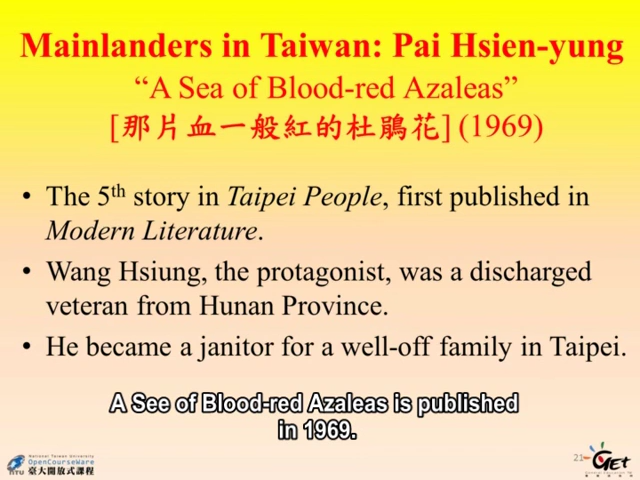 Mainlanders in Taiwan: Pai Hsien-yung
“A Sea of Blood-red Azaleas”
[那片血一般紅的杜鵑花] (1969)
• The 5th story in Taipei People, first published in
Modern Literature.
• Wang Hsiung, the protagonist, was a discharged
veteran from Hunan Province.
• He became a janitor for a well-off family in Taipei.
A See of Blood-red Azaleas is published
in 1969.
National Taiwan University
OpenCourseWare
NTU 臺大開放式課程
21
GET